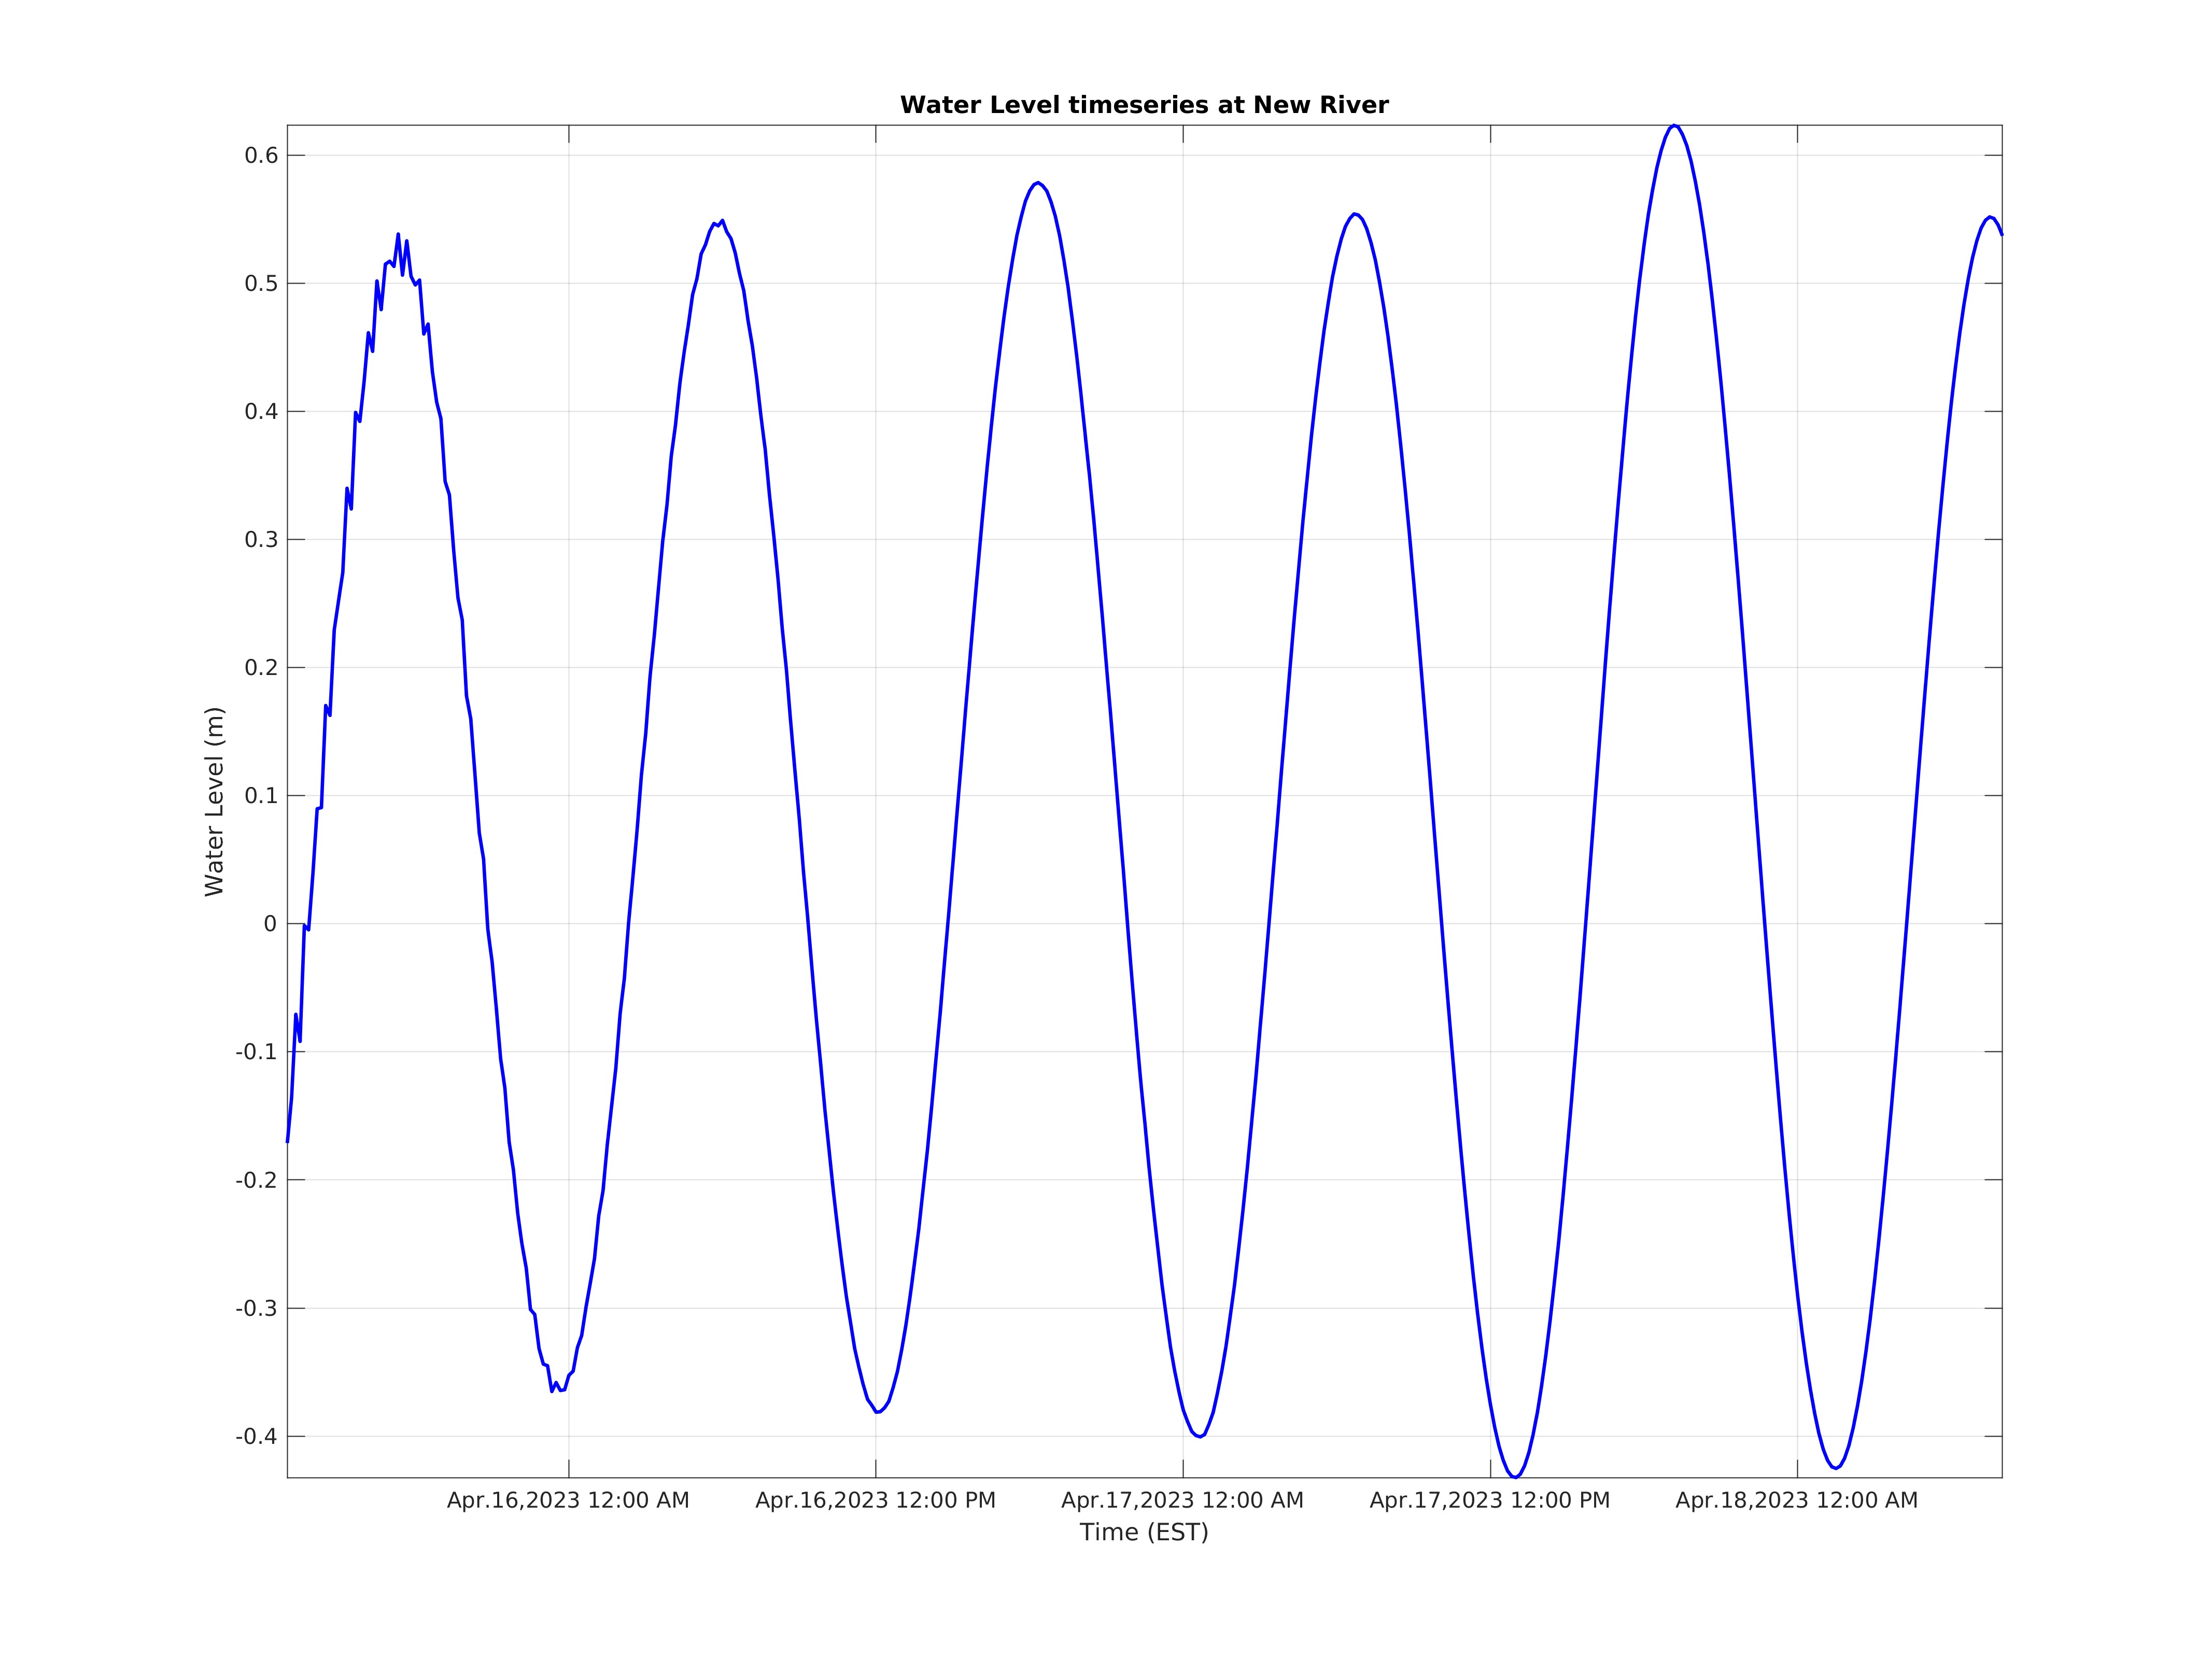 Water Level timeseries at New River
0.6
0.5
0.4
0.3
0.2
0.1
0
-0.1
-0.2
-0.3
-0.4
Water Level (m)
Apr.16,2023 12:00 AM Apr.16,2023 12:00 PM Apr.17,2023 12:00 AM Apr.17,2023 12:00 PM Apr.18,2023 12:00 AM
Time (EST)